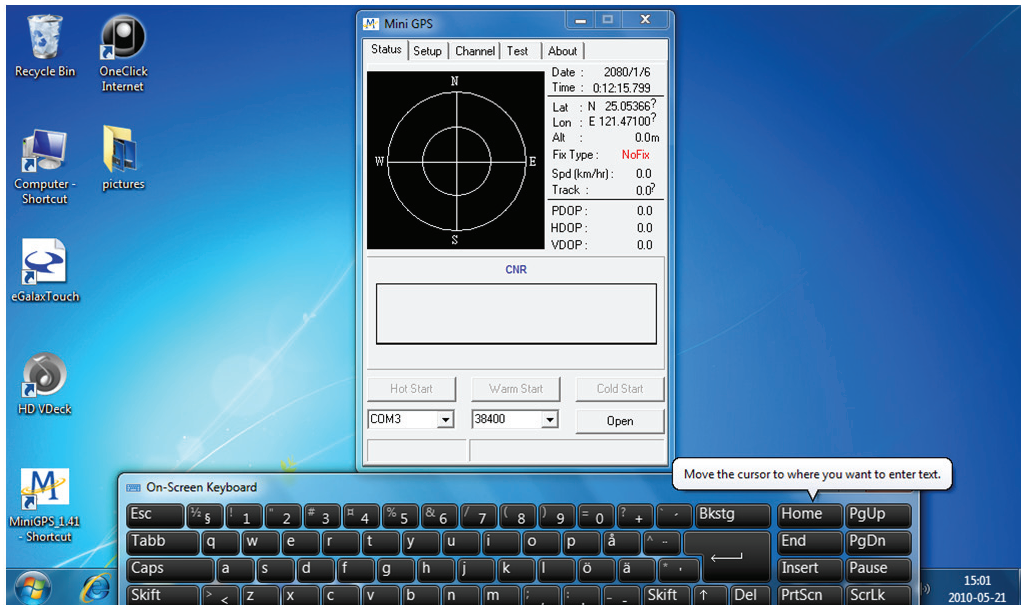 Recycle Bin
OneClick
Internet
Computer -
Shortcut
pictures
eGalaxTouch
HD VDeck
MiniGPS_1.41
- Shortcut
Mini GPS
Status Setup Channel Test About
N
W E
S
Date : 2080/1/6
Time : 0:12:15.799
Lat : N 25.05366?
Lon : E 121.47100?
Alt : 0.0m
Fix Type : NoFix
Spd (km/hr) : 0.0
Track : 0.0?
PDOP : 0.0
HDOP : 0.0
VDOP : 0.0
CNR
Hot Start Warm Start Cold Start
COM3 38400 Open
Move the cursor to where you want to enter text.
On-Screen Keyboard
Esc ½ § ! 1 " 2 # 3 ¤ 4 % 5 & 6 / 7 ( 8 ) 9 = 0 ? + ` ´ Bkstg Home PgUp
Tabb q w e r t y u i o p å ^ ¨ End PgDn
Caps a s d f g h j k l ö ä * ' Insert Pause
Skift > < z x c v b n m ; , : . _ - Skift ↑ Del PrtScn ScrLk
15:01
2010-05-21